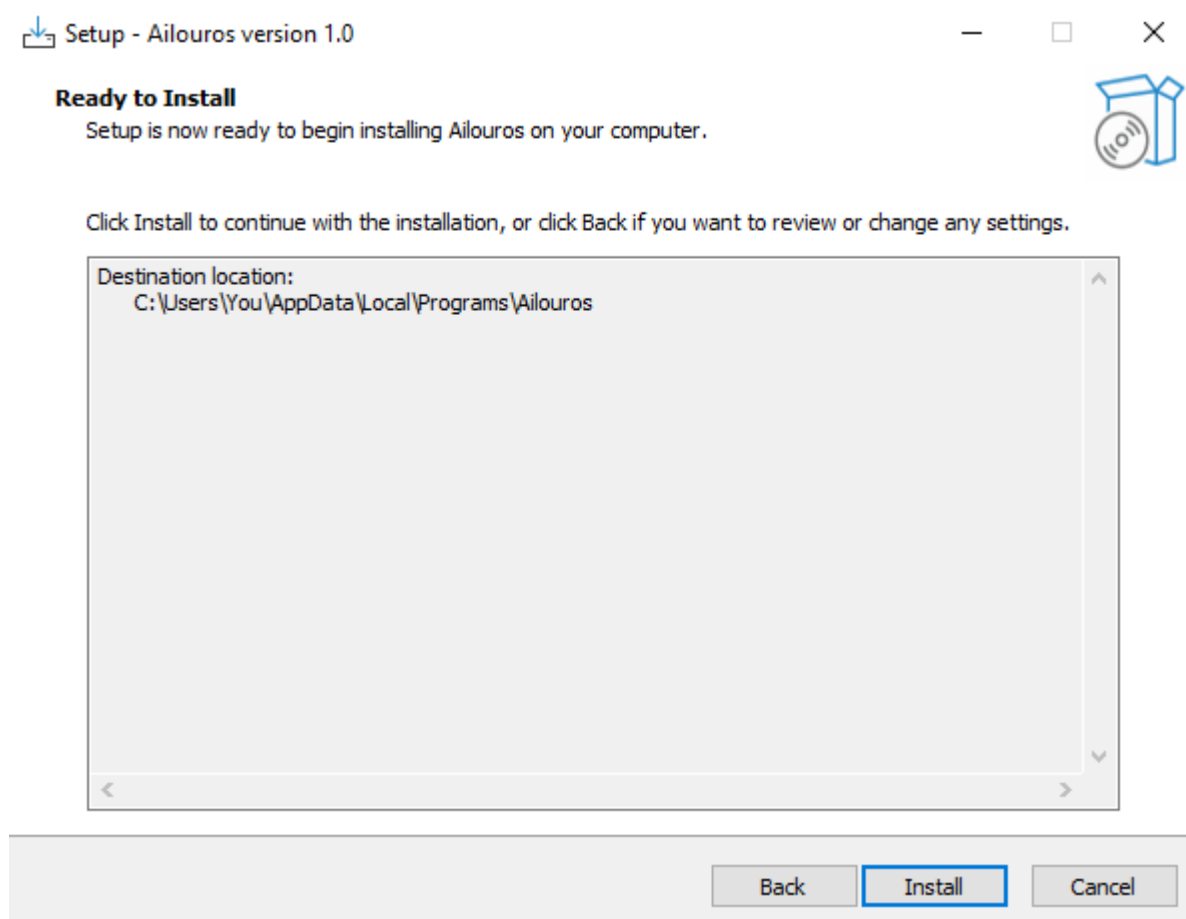 Setup - Ailouros version 1.0
Ready to Install
Setup is now ready to begin installing Ailouros on your computer.
Click Install to continue with the installation, or click Back if you want to review or change any settings.
Destination location:
C:\Users\You\AppData\Local\Programs\Ailouros
Back Install Cancel